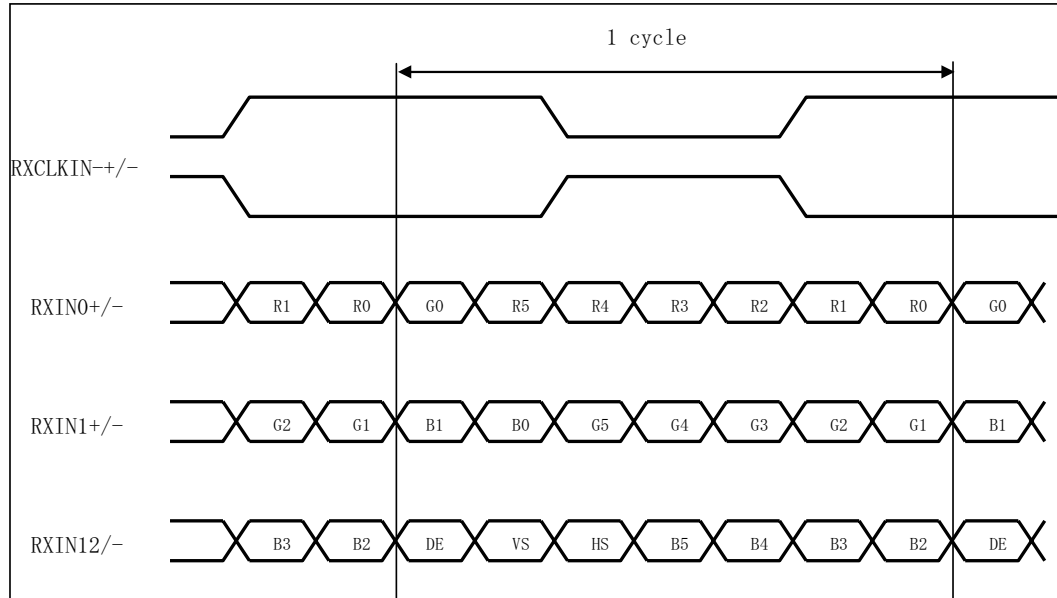 1 cycle
RXCLKIN-+/-
RXIN0+/- R1 R0 G0 R5 R4 R3 R2 R1 R0 G0
RXIN1+/- G2 G1 B1 B0 G5 G4 G3 G2 G1 B1
RXIN12/- B3 B2 DE VS HS B5 B4 B3 B2 DE